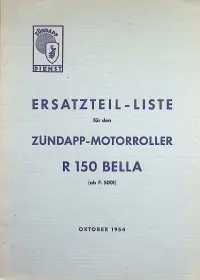 ZÜNDAPP
DIENST
ERSATZTEIL-LISTE
für den
ZÜNDAPP-MOTORROLLER
R 150 BELLA
(ab F. 5001)
OKTOBER 1954